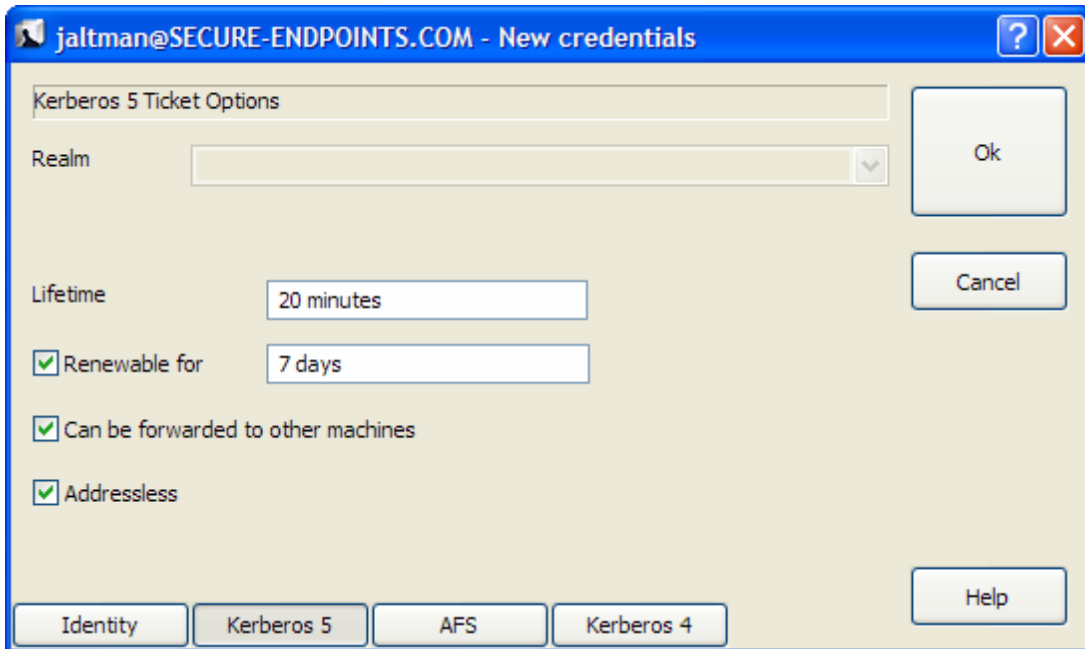 jaltman@SECURE-ENDPOINTS.COM - New credentials
Kerberos 5 Ticket Options
Ok
Realm
Cancel
Lifetime 20 minutes
Renewable for 7 days
Can be forwarded to other machines
Addressless
Help
Identity Kerberos 5 AFS Kerberos 4